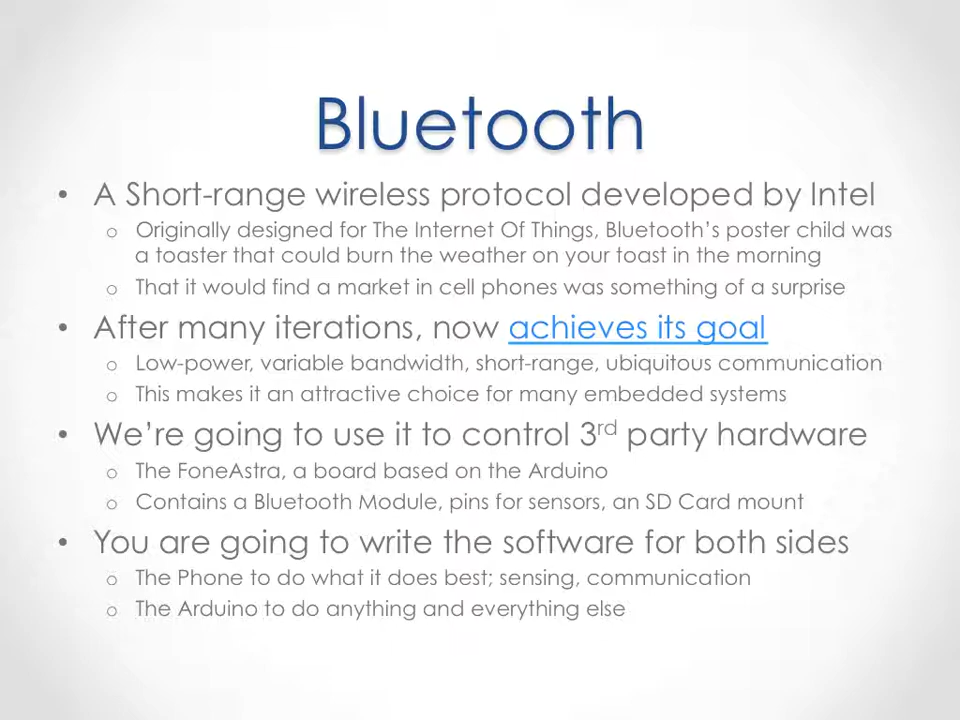 Bluetooth
• A Short-range wireless protocol developed by Intel
o Originally designed for The Internet Of Things, Bluetooth's poster child was
a toaster that could burn the weather on your toast in the morning
o That it would find a market in cell phones was something of a surprise
• After many iterations, now achieves its goal
o Low-power, variable bandwidth, short-range, ubiquitous communication
o This makes it an attractive choice for many embedded systems
• We're going to use it to control 3rd party hardware
o The FoneAstra, a board based on the Arduino
o Contains a Bluetooth Module, pins for sensors, an SD Card mount
• You are going to write the software for both sides
o The Phone to do what it does best; sensing, communication
o The Arduino to do anything and everything else